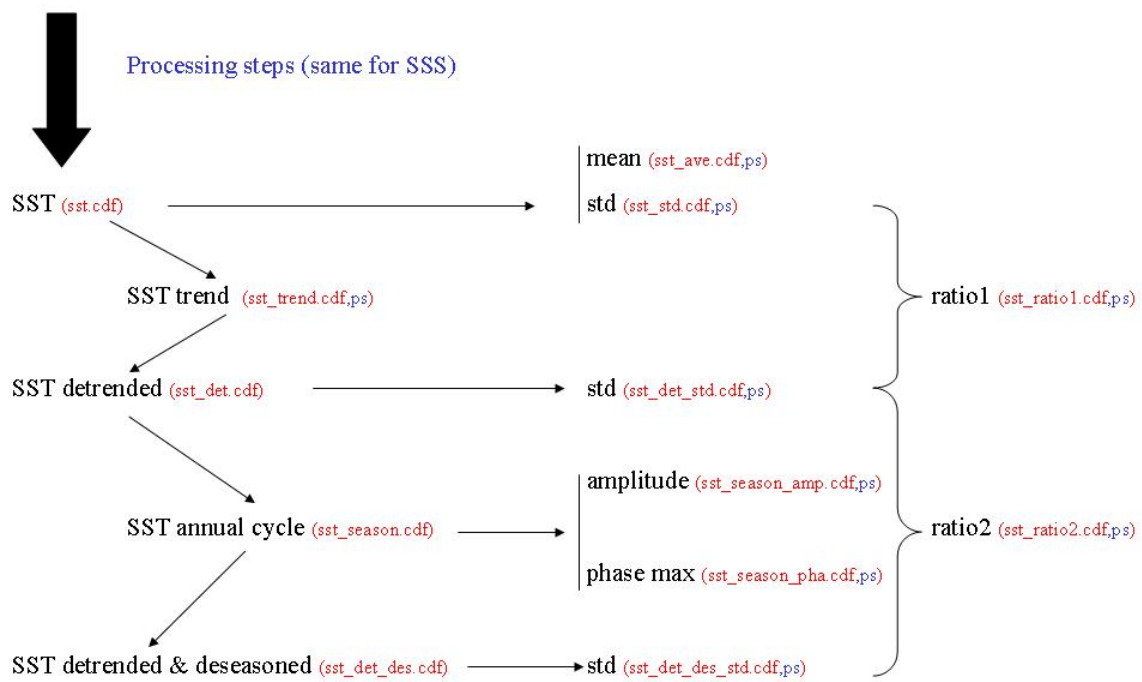 Processing steps (same for SSS)
mean (sst_ave.cdf,ps)
SST (sst.cdf)
std (sst_std.cdf,ps)
SST trend (sst_trend.cdf,ps)
ratio1 (sst_ratio1.cdf,ps)
SST detrended (sst_det.cdf)
std (sst_det_std.cdf,ps)
amplitude (sst_season_amp.cdf,ps)
SST annual cycle (sst_season.cdf)
ratio2 (sst_ratio2.cdf,ps)
phase max (sst_season_pha.cdf,ps)
SST detrended & deseasoned (sst_det_des.cdf)
std (sst_det_des_std.cdf,ps)